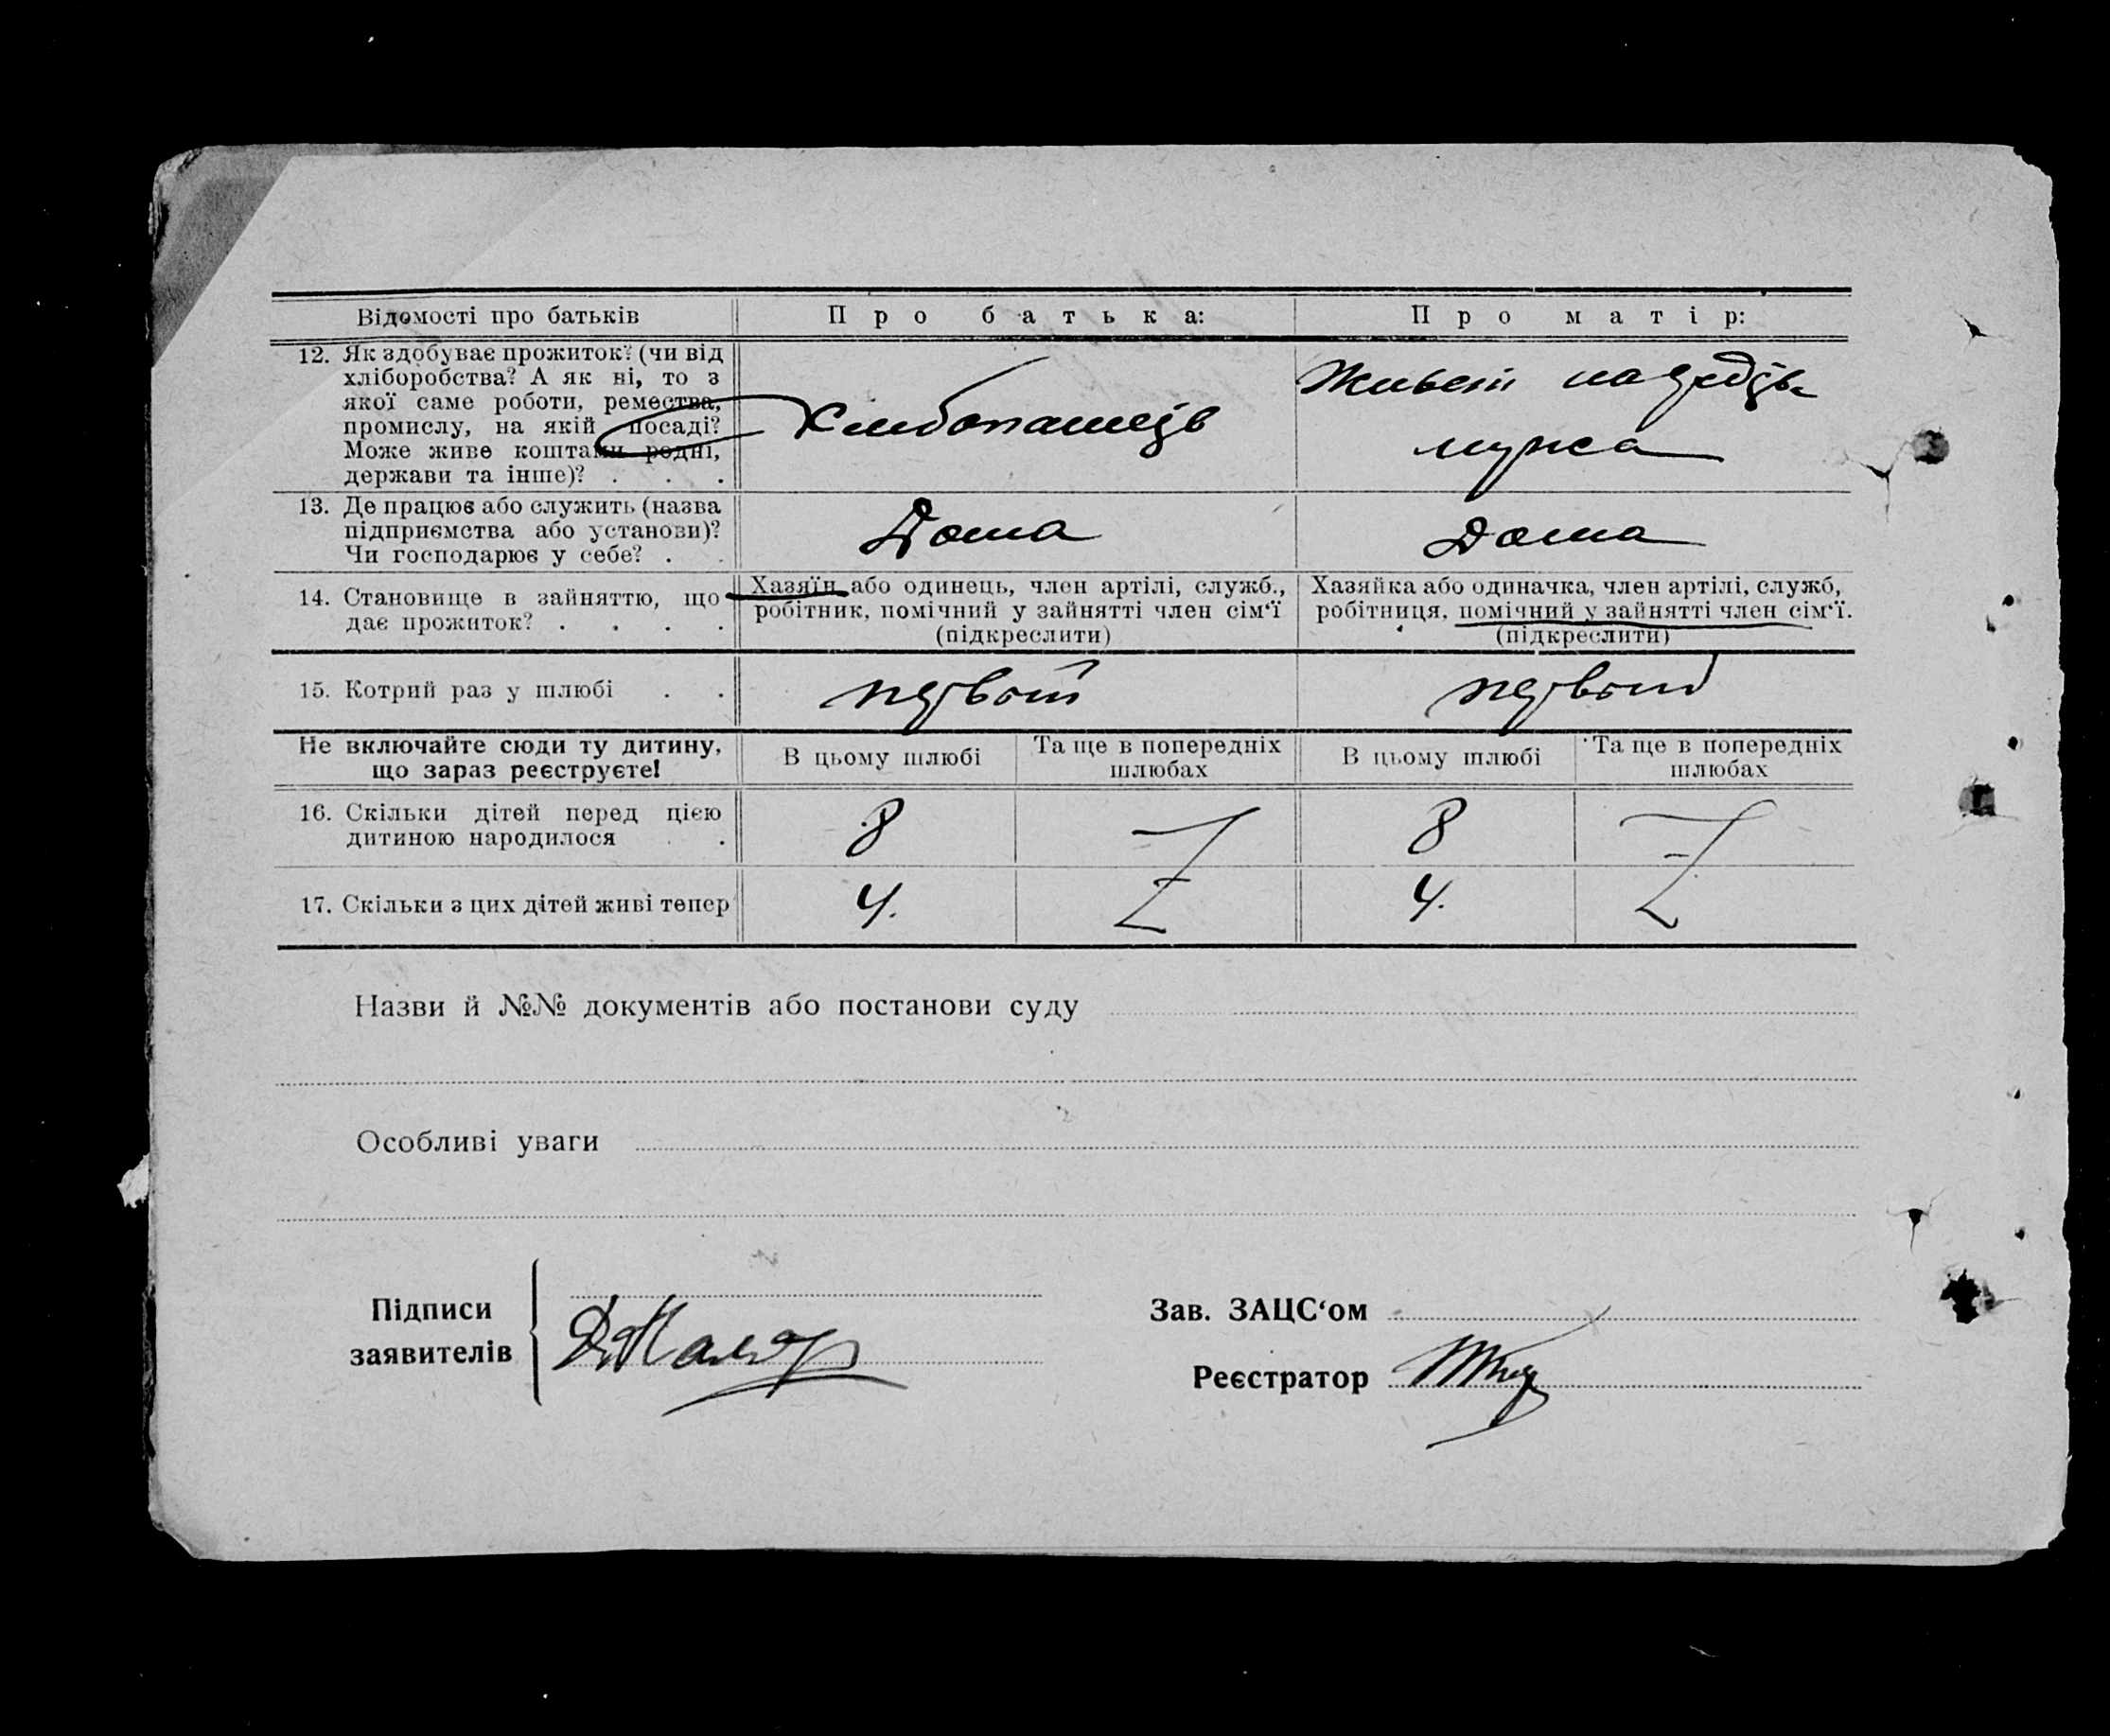 Відомості про батьків
Про батька:
Про матір:
12. Як здобуває прожиток? (чи від
хліборобства? А як ні, то з
якої саме роботи, ремества,
промислу, на якій посаді?
Може живе коштами родні,
держави та інше)? . . .
Хлибопашець
Живет на средсва
мужа
13. Де працює або служить (назва
підприємства або установи)?
Чи господарює у себе? . .
Дома
Дома
14. Становище в зайняттю, що
дає прожиток? . . . .
Хазяїн або одинець, член артілі, служб.,
робітник, помічний у зайнятті член сім‘ї
(підкреслити)
Хазяйка або одиначка, член артілі, служб,
робітниця, помічний у зайнятті член сім‘ї.
(підкреслити)
15. Котрий раз у шлюбі . .
первой
первой
Не включайте сюди ту дитину,
що зараз реєструєте!
В цьому шлюбі
Та ще в попередніх
шлюбах
В цьому шлюбі
Та ще в попередніх
шлюбах
16. Скільки дітей перед цією
дитиною народилося . .
8
8
17. Скільки з цих дітей живі тепер
4.
4.
Назви й №№ документів або постанови суду
Особливі уваги
Підписи
заявителів
Зав. ЗАЦС‘ом
Реєстратор